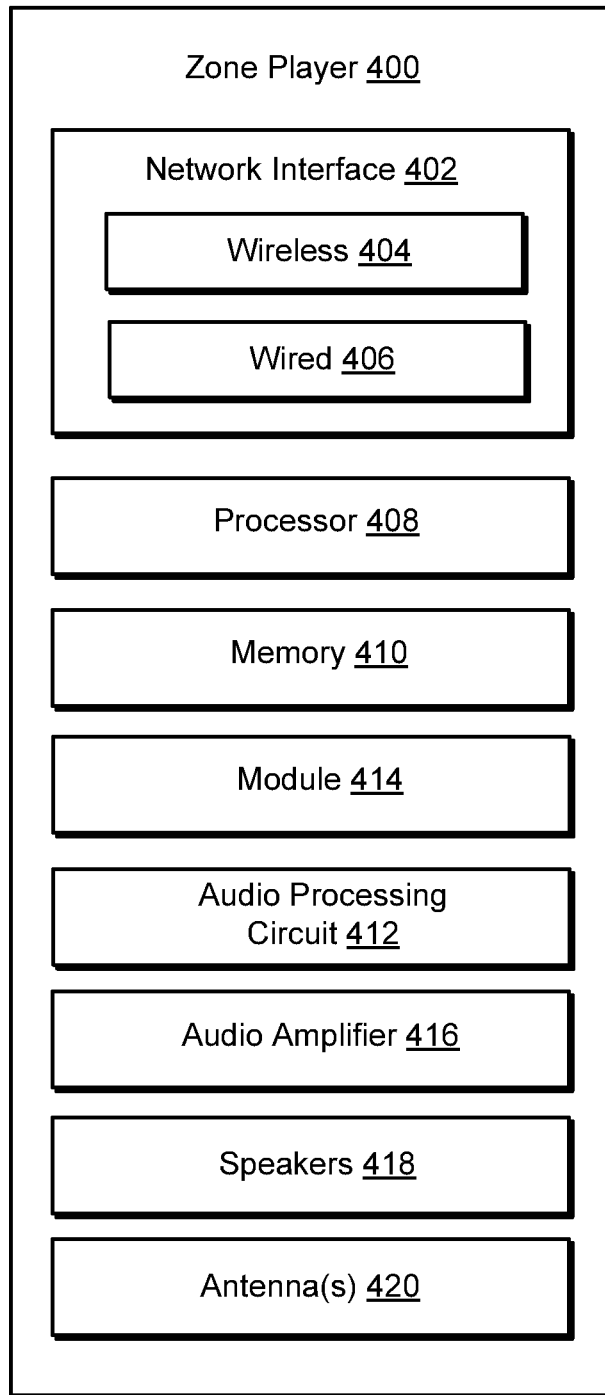 Zone Player 400
Network Interface 402
Wireless 404
Wired 406
Processor 408
Memory 410
Module 414
Audio Processing
Circuit 412
Audio Amplifier 416
Speakers 418
Antenna(s) 420